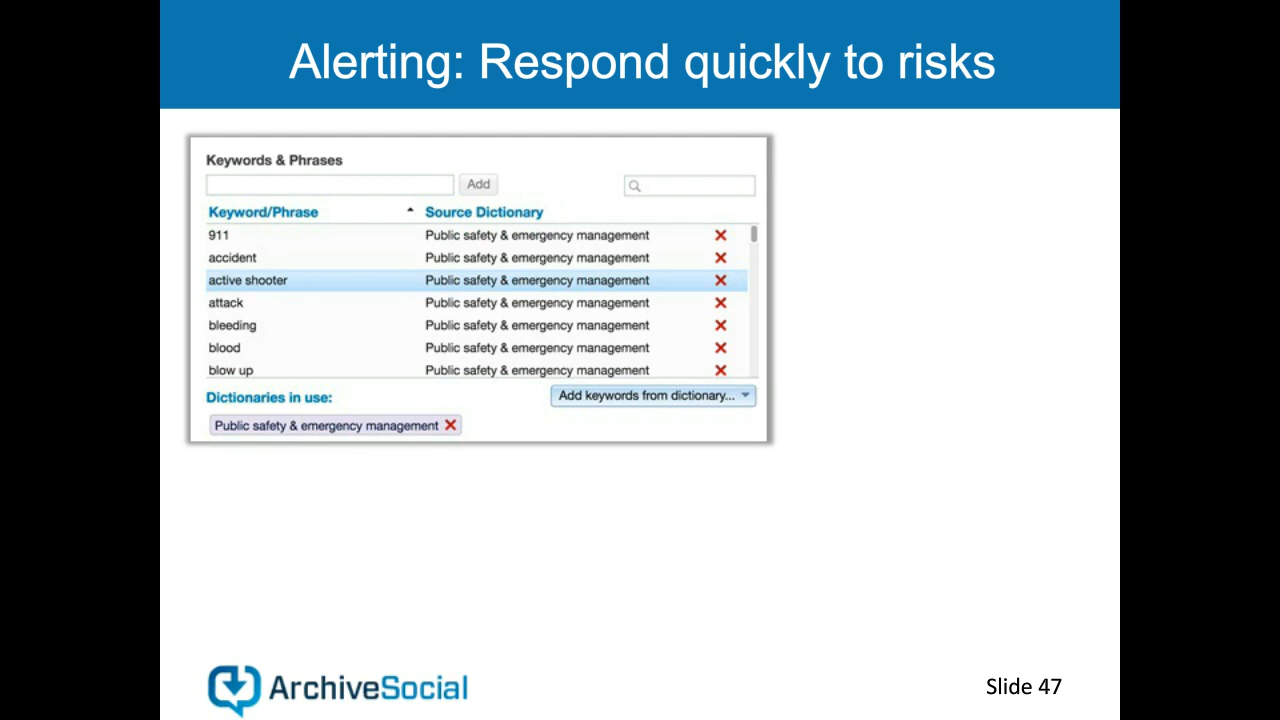 Alerting: Respond quickly to risks
Keywords & Phrases
Add
Keyword/Phrase Source Dictionary
911 Public safety & emergency management
accident Public safety & emergency management
active shooter Public safety & emergency management
attack Public safety & emergency management
bleeding Public safety & emergency management
blood Public safety & emergency management
blow up Public safety & emergency management
Dictionaries in use: Add keywords from dictionary...
Public safety & emergency management
ArchiveSocial
Slide 47